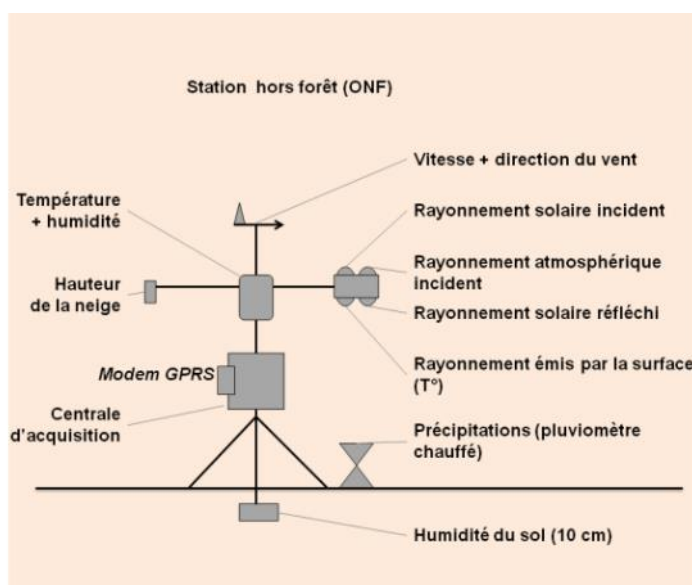 Station hors forêt (ONF)
Vitesse + direction du vent
Température
+ humidité
Rayonnement solaire incident
Rayonnement atmosphérique
incident
Hauteur
de la neige
Rayonnement solaire réfléchi
Modem GPRS
Rayonnement émis par la surface
(T°)
Centrale
d'acquisition
Précipitations (pluviomètre
chauffé)
Humidité du sol (10 cm)